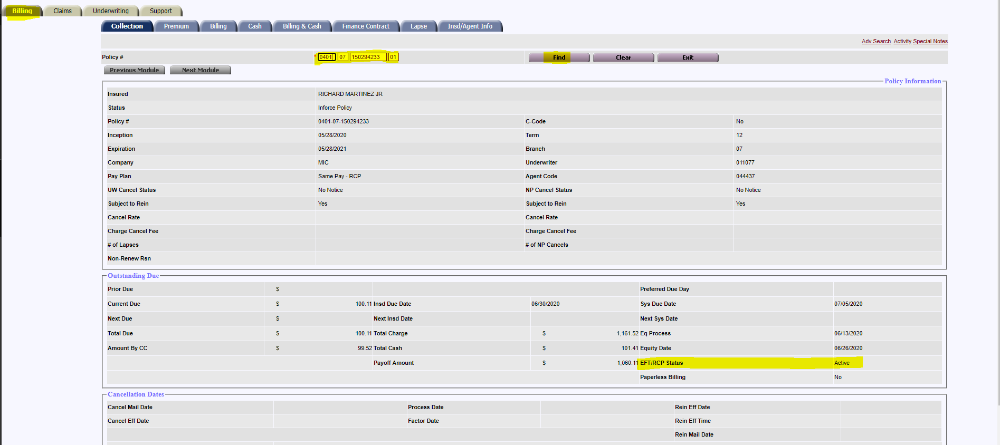 Billing Claims Underwriting Support
Collection Premium Billing Cash Billing & Cash Finance Contract Lapse Insd/Agent Info
Adv Search Activity Special Notes
Policy # * 0401 07 150294233 01 Find Clear Exit
Previous Module Next Module
Policy Information
Insured RICHARD MARTINEZ JR
Status Inforce Policy
Policy # 0401-07-150294233 C-Code No
Inception 05/28/2020 Term 12
Expiration 05/28/2021 Branch 07
Company MIC Underwriter 011077
Pay Plan Same Pay - RCP Agent Code 044437
UW Cancel Status No Notice NP Cancel Status No Notice
Subject to Rein Yes Subject to Rein Yes
Cancel Rate Cancel Rate
Charge Cancel Fee Charge Cancel Fee
# of Lapses # of NP Cancels
Non-Renew Rsn
Outstanding Due
Prior Due $ Preferred Due Day
Current Due $ 100.11 Insd Due Date 06/30/2020 Sys Due Date 07/05/2020
Next Due $ Next Insd Date Next Sys Date
Total Due $ 100.11 Total Charge $ 1,161.52 Eq Process 06/13/2020
Amount By CC $ 99.52 Total Cash $ 101.41 Equity Date 06/26/2020
Payoff Amount $ 1,060.11 EFT/RCP Status Active
Paperless Billing No
Cancellation Dates
Cancel Mail Date Process Date Rein Eff Date
Cancel Eff Date Factor Date Rein Eff Time
Rein Mail Date